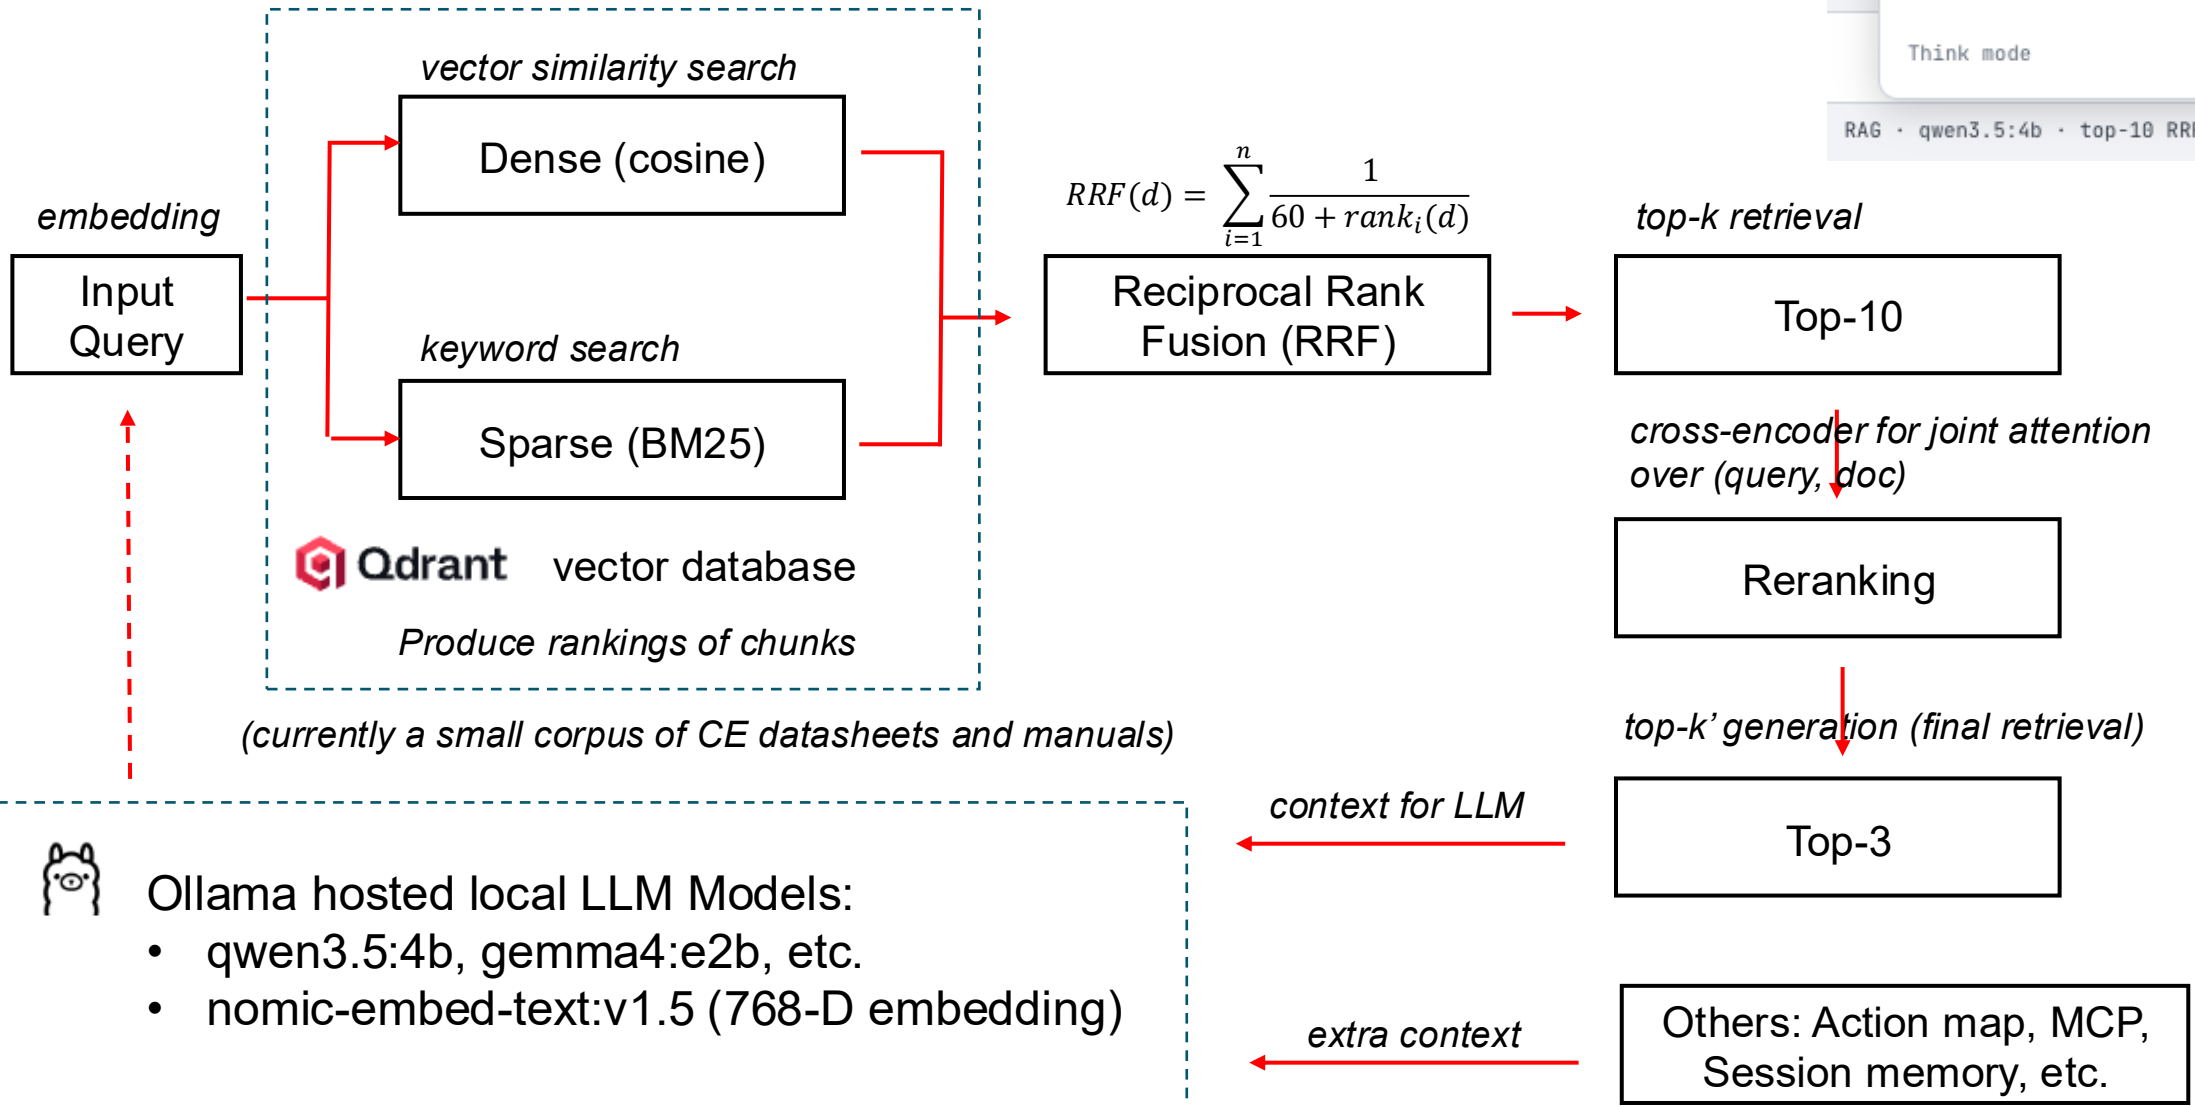 vector similarity search
Dense (cosine)
embedding
Input
Query
keyword search
Sparse (BM25)
Qdrant vector database
Produce rankings of chunks
(currently a small corpus of CE datasheets and manuals)
RRF(d) = \sum_{i=1}^{n} \frac{1}{60 + rank_i(d)}
Reciprocal Rank
Fusion (RRF)
Think mode
RAG · qwen3.5:4b · top-10 RRF
top-k retrieval
Top-10
cross-encoder for joint attention
over (query, doc)
Reranking
top-k’ generation (final retrieval)
Top-3
context for LLM
Ollama hosted local LLM Models:
• qwen3.5:4b, gemma4:e2b, etc.
• nomic-embed-text:v1.5 (768-D embedding)
extra context
Others: Action map, MCP,
Session memory, etc.